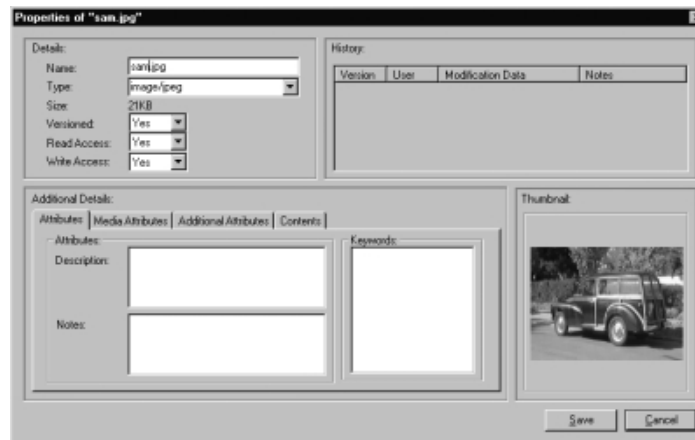 Properties of "sam.jpg"
Details:
Name: sam.jpg
Type: image/jpeg
Size: 21KB
Versioned: Yes
Read Access: Yes
Write Access: Yes
History:
Version User Modification Data Notes
Additional Details:
Attributes Media Attributes Additional Attributes Contents
Attributes:
Description:
Notes:
Keywords:
Thumbnail:
Save Cancel